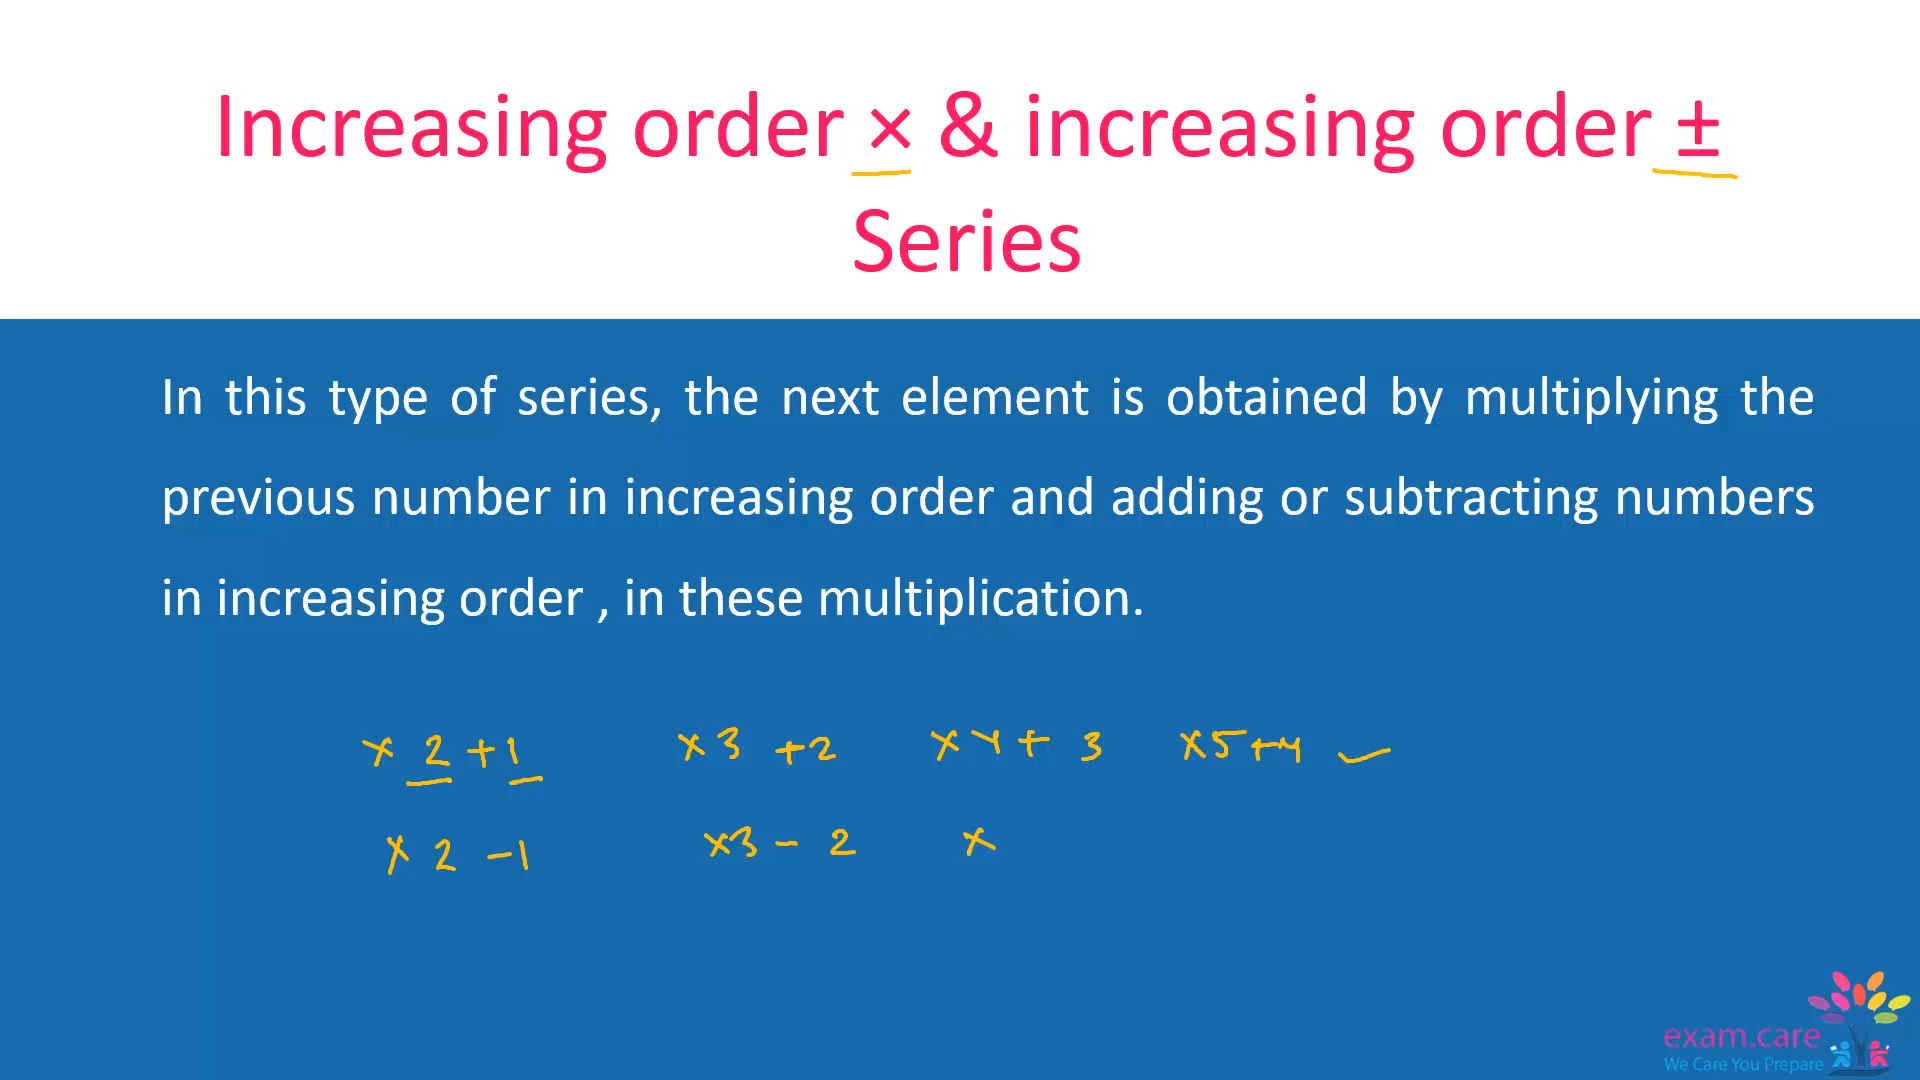 Increasing order × & increasing order ±
Series
In this type of series, the next element is obtained by multiplying the
previous number in increasing order and adding or subtracting numbers
in increasing order , in these multiplication.
× 2 + 1 ×3 +2 ×4 + 3 ×5+4 ✓
× 2 - 1 ×3 - 2 ×
exam.care
We Care You Prepare